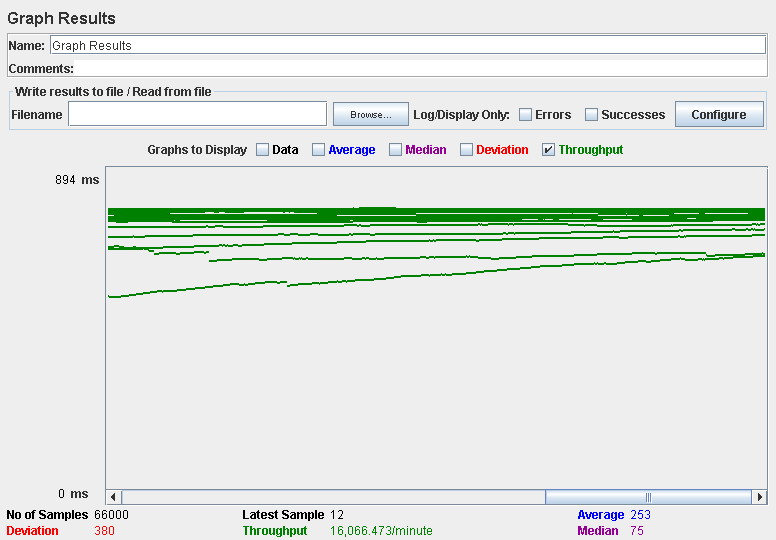 Graph Results
Name: Graph Results
Comments:
Write results to file / Read from file
Filename Browse... Log/Display Only: Errors Successes Configure
Graphs to Display Data Average Median Deviation Throughput
894 ms
0 ms
No of Samples 66000 Latest Sample 12 Average 253
Deviation 380 Throughput 16,066.473/minute Median 75